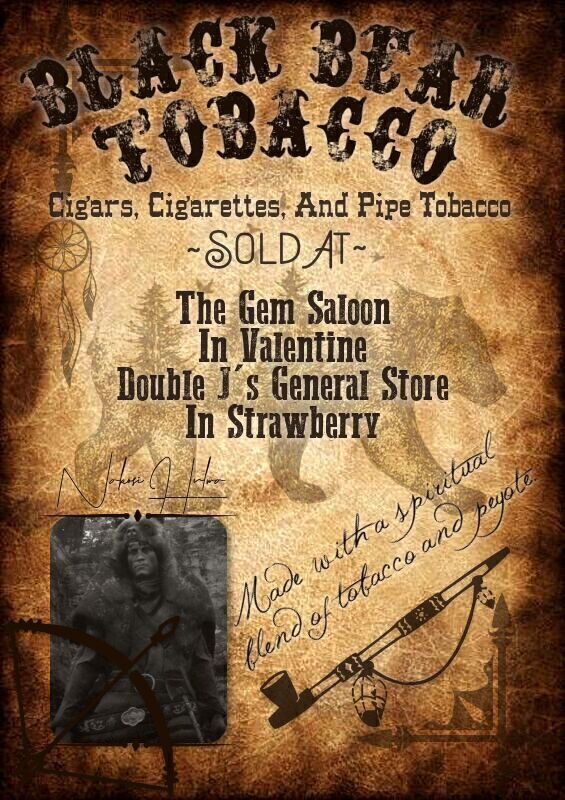 BLACK BEAR
TOBACCO
Cigars, Cigarettes, And Pipe Tobacco
~SOLD AT~
The Gem Saloon
In Valentine
Double J's General Store
In Strawberry
Made with a spiritual
blend of tobacco and peyote